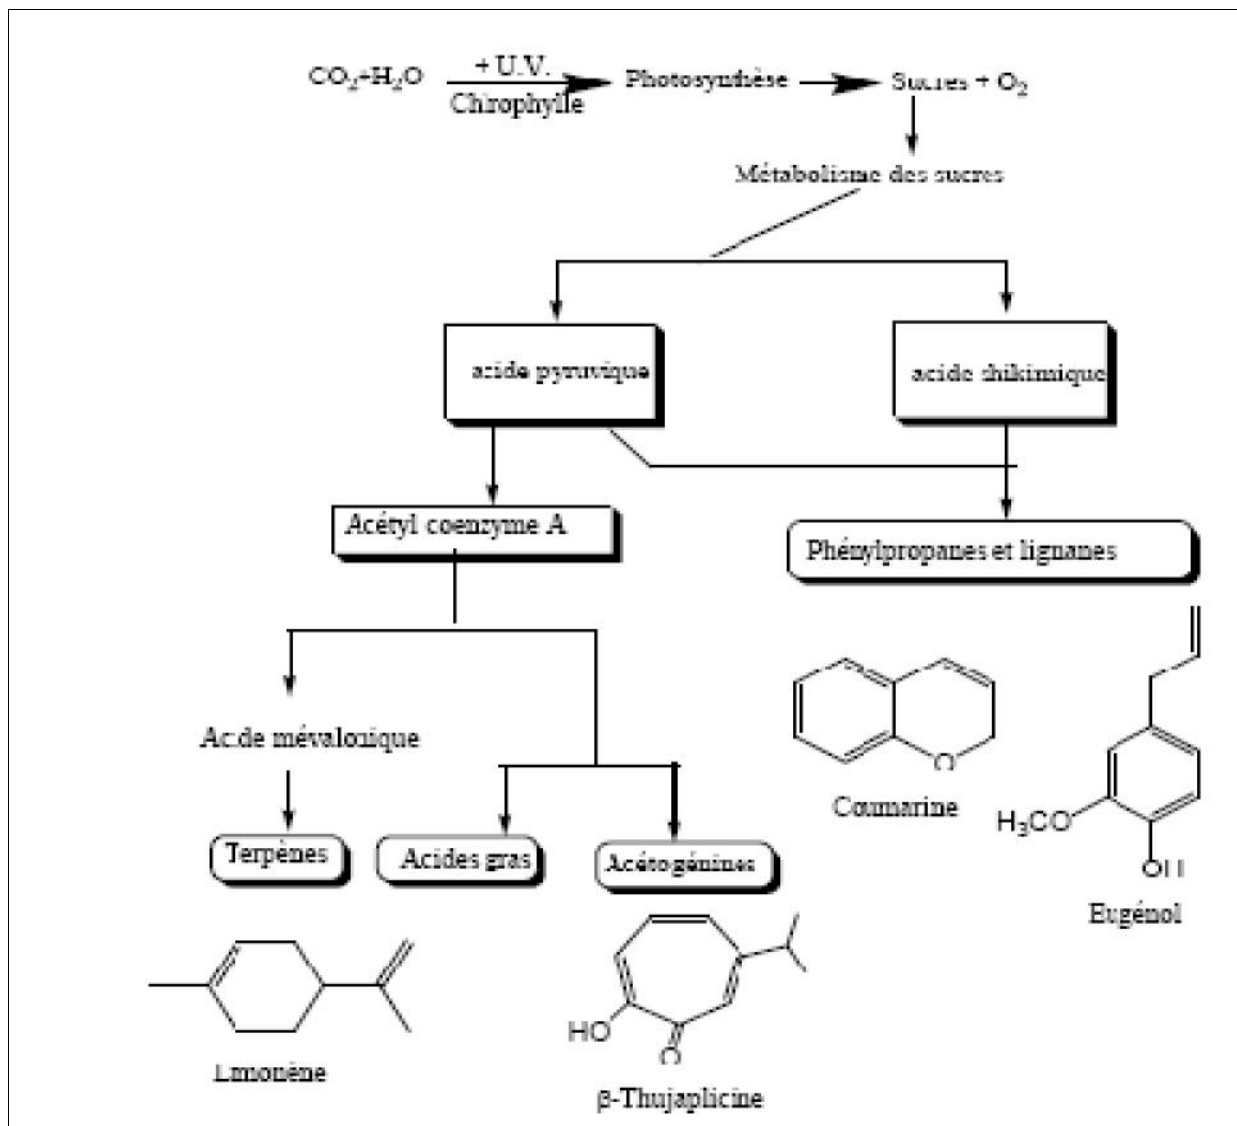 CO2+H2O
+ U.V.
Chirophylle
Photosynthèse
Sucres + O2
Métabolisme des sucres
acide pyruvique
acide shikimique
Acétyl coenzyme A
Phénylpropanes et lignanes
Acide mévalonique
O
Coumarine
H3CO
OH
Eugénol
Terpènes
Acides gras
Acétogénines
HO
O
Limonène
β-Thujaplicine